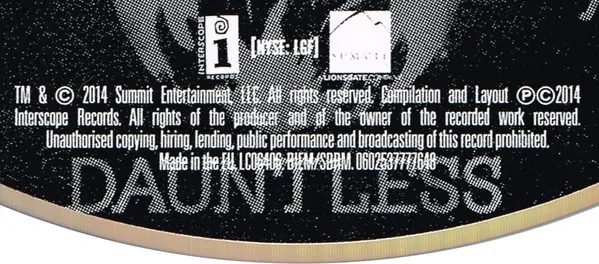 INTERSCOPE
i
RECORDS
[NYSE: LGF]
SUMMIT
LIONSGATE.COM
TM & © 2014 Summit Entertainment, LLC. All rights reserved. Compilation and Layout ℗©2014
Interscope Records. All rights of the producer and of the owner of the recorded work reserved.
Unauthorised copying, hiring, lending, public performance and broadcasting of this record prohibited.
Made in the EU. LC06406. BIEM/SDRM. 0602537777648
DAUNTLESS